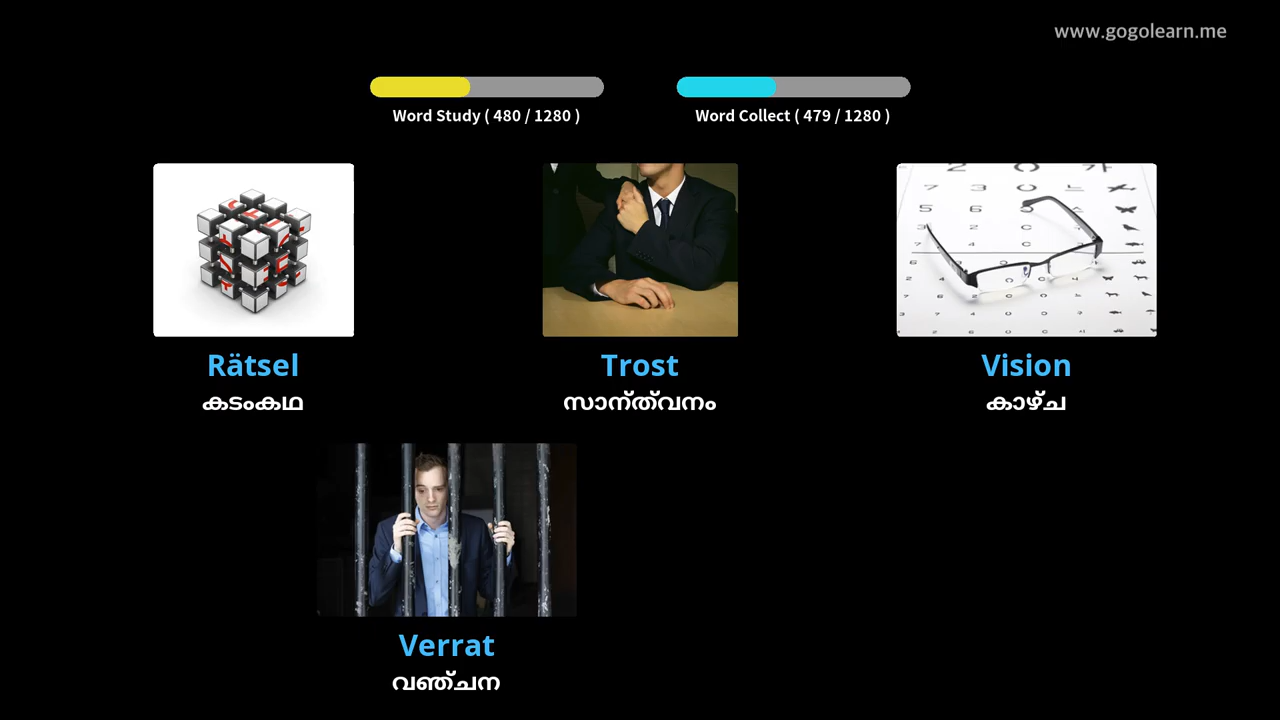 www.gogolearn.me
Word Study ( 480 / 1280 )
Word Collect ( 479 / 1280 )
Rätsel
കടംകഥ
Trost
സാന്ത്വനം
Vision
കാഴ്ച
Verrat
വഞ്ചന